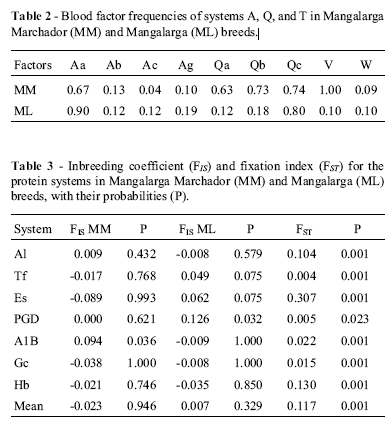 Table 2 - Blood factor frequencies of systems A, Q, and T in Mangalarga
Marchador (MM) and Mangalarga (ML) breeds.
Factors Aa Ab Ac Ag Qa Qb Qc V W
MM 0.67 0.13 0.04 0.10 0.63 0.73 0.74 1.00 0.09
ML 0.90 0.12 0.12 0.19 0.12 0.18 0.80 0.10 0.10
Table 3 - Inbreeding coefficient (FIS) and fixation index (FST) for the
protein systems in Mangalarga Marchador (MM) and Mangalarga (ML)
breeds, with their probabilities (P).
System FIS MM P FIS ML P FST P
Al 0.009 0.432 -0.008 0.579 0.104 0.001
Tf -0.017 0.768 0.049 0.075 0.004 0.001
Es -0.089 0.993 0.062 0.075 0.307 0.001
PGD 0.000 0.621 0.126 0.032 0.005 0.023
A1B 0.094 0.036 -0.009 1.000 0.022 0.001
Gc -0.038 1.000 -0.008 1.000 0.015 0.001
Hb -0.021 0.746 -0.035 0.850 0.130 0.001
Mean -0.023 0.946 0.007 0.329 0.117 0.001